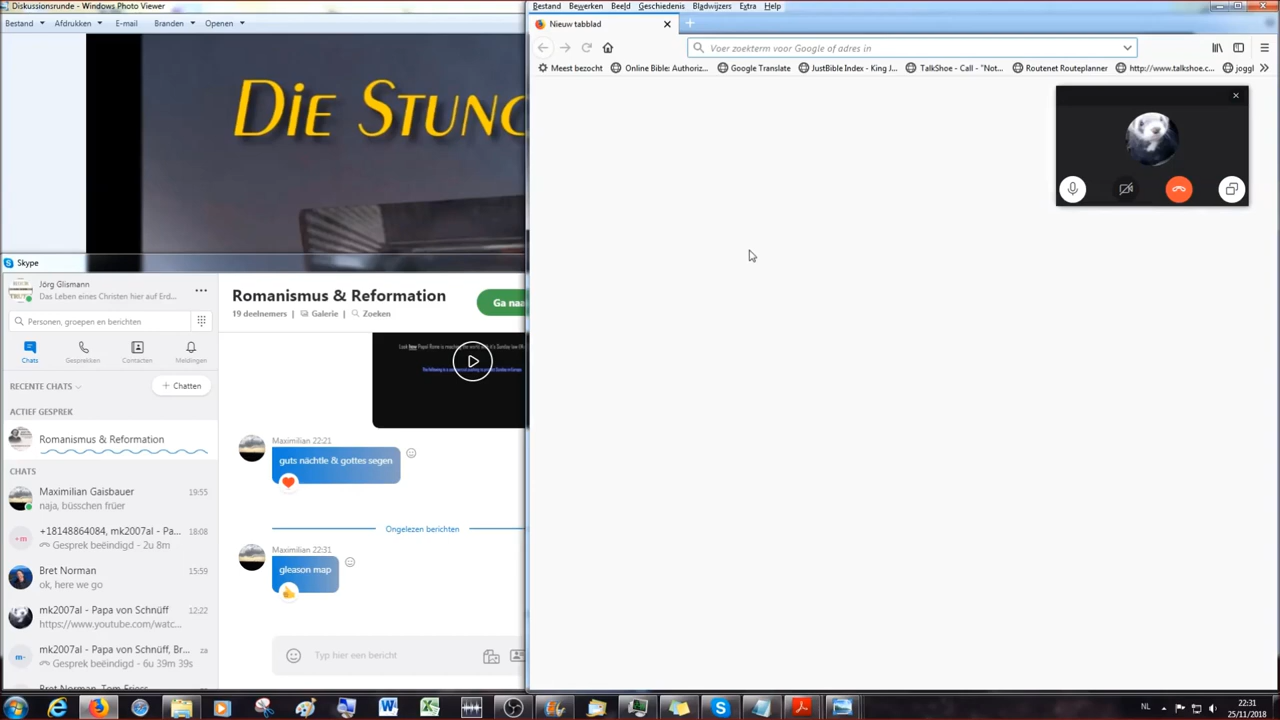 Diskussionsrunde - Windows Photo Viewer
Bestand Afdrukken E-mail Branden Openen
DIE STUNC
Skype
Jörg Glismann
Das Leben eines Christen hier auf Erd...
Personen, groepen en berichten
Chats Gesprekken Contacten Meldingen
RECENTE CHATS
+ Chatten
ACTIEF GESPREK
Romanismus & Reformation
CHATS
Maximilian Gaisbauer 19:55
naja, büsschen früer
+m
+18148864084, mk2007al - Pa... 18:08
Gesprek beëindigd - 2u 8m
Bret Norman 15:59
ok, here we go
mk2007al - Papa von Schnüff 12:22
https://www.youtube.com/watc...
m+
mk2007al - Papa von Schnüff, Br... za
Gesprek beëindigd - 6u 39m 39s
Bret Norman, Tom Friess
Romanismus & Reformation
19 deelnemers | Galerie | Zoeken
Ga naa
Maximilian 22:21
guts nächtle & gottes segen
Ongelezen berichten
Maximilian 22:31
gleason map
Typ hier een bericht
Bestand Bewerken Beeld Geschiedenis Bladwijzers Extra Help
Nieuw tabblad
Voer zoekterm voor Google of adres in
Meest bezocht Online Bible: Authoriz... Google Translate JustBible Index - King J... TalkShoe - Call - "Not... Routenet Routeplanner http://www.talkshoe.c... joggl
NL
22:31
25/11/2018